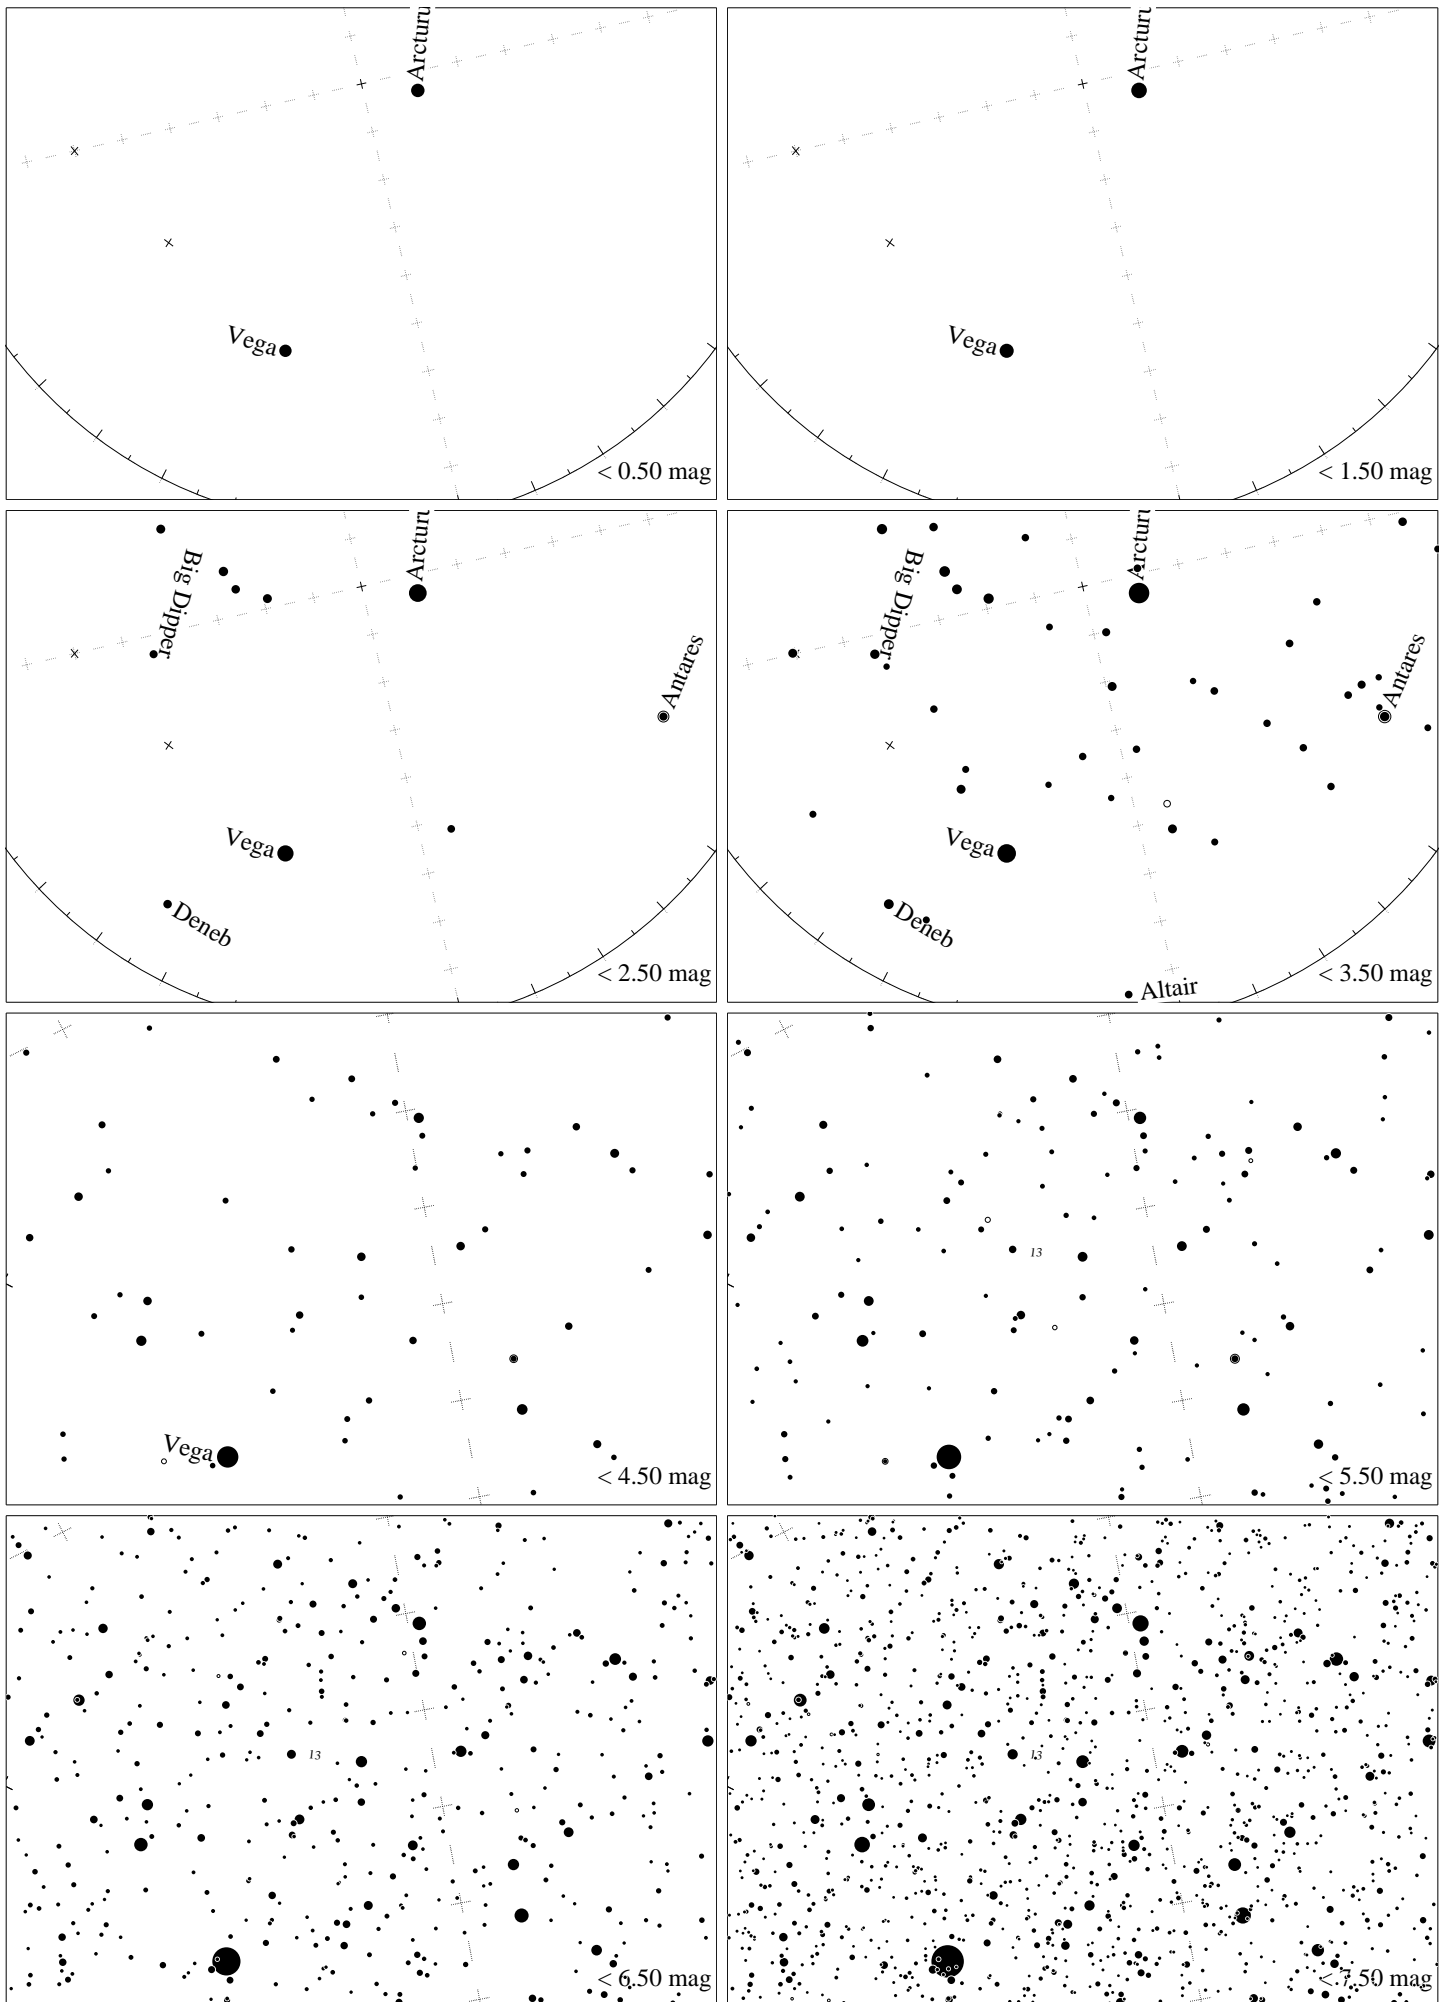 Arcturu
Vega
< 0.50 mag
Arcturu
Vega
< 1.50 mag
Arcturu
Big Dipper
Antares
Vega
Deneb
< 2.50 mag
Arcturu
Big Dipper
Antares
Vega
Deneb
Altair
< 3.50 mag
Vega
< 4.50 mag
13
< 5.50 mag
13
< 6.50 mag
13
< 7.50 mag